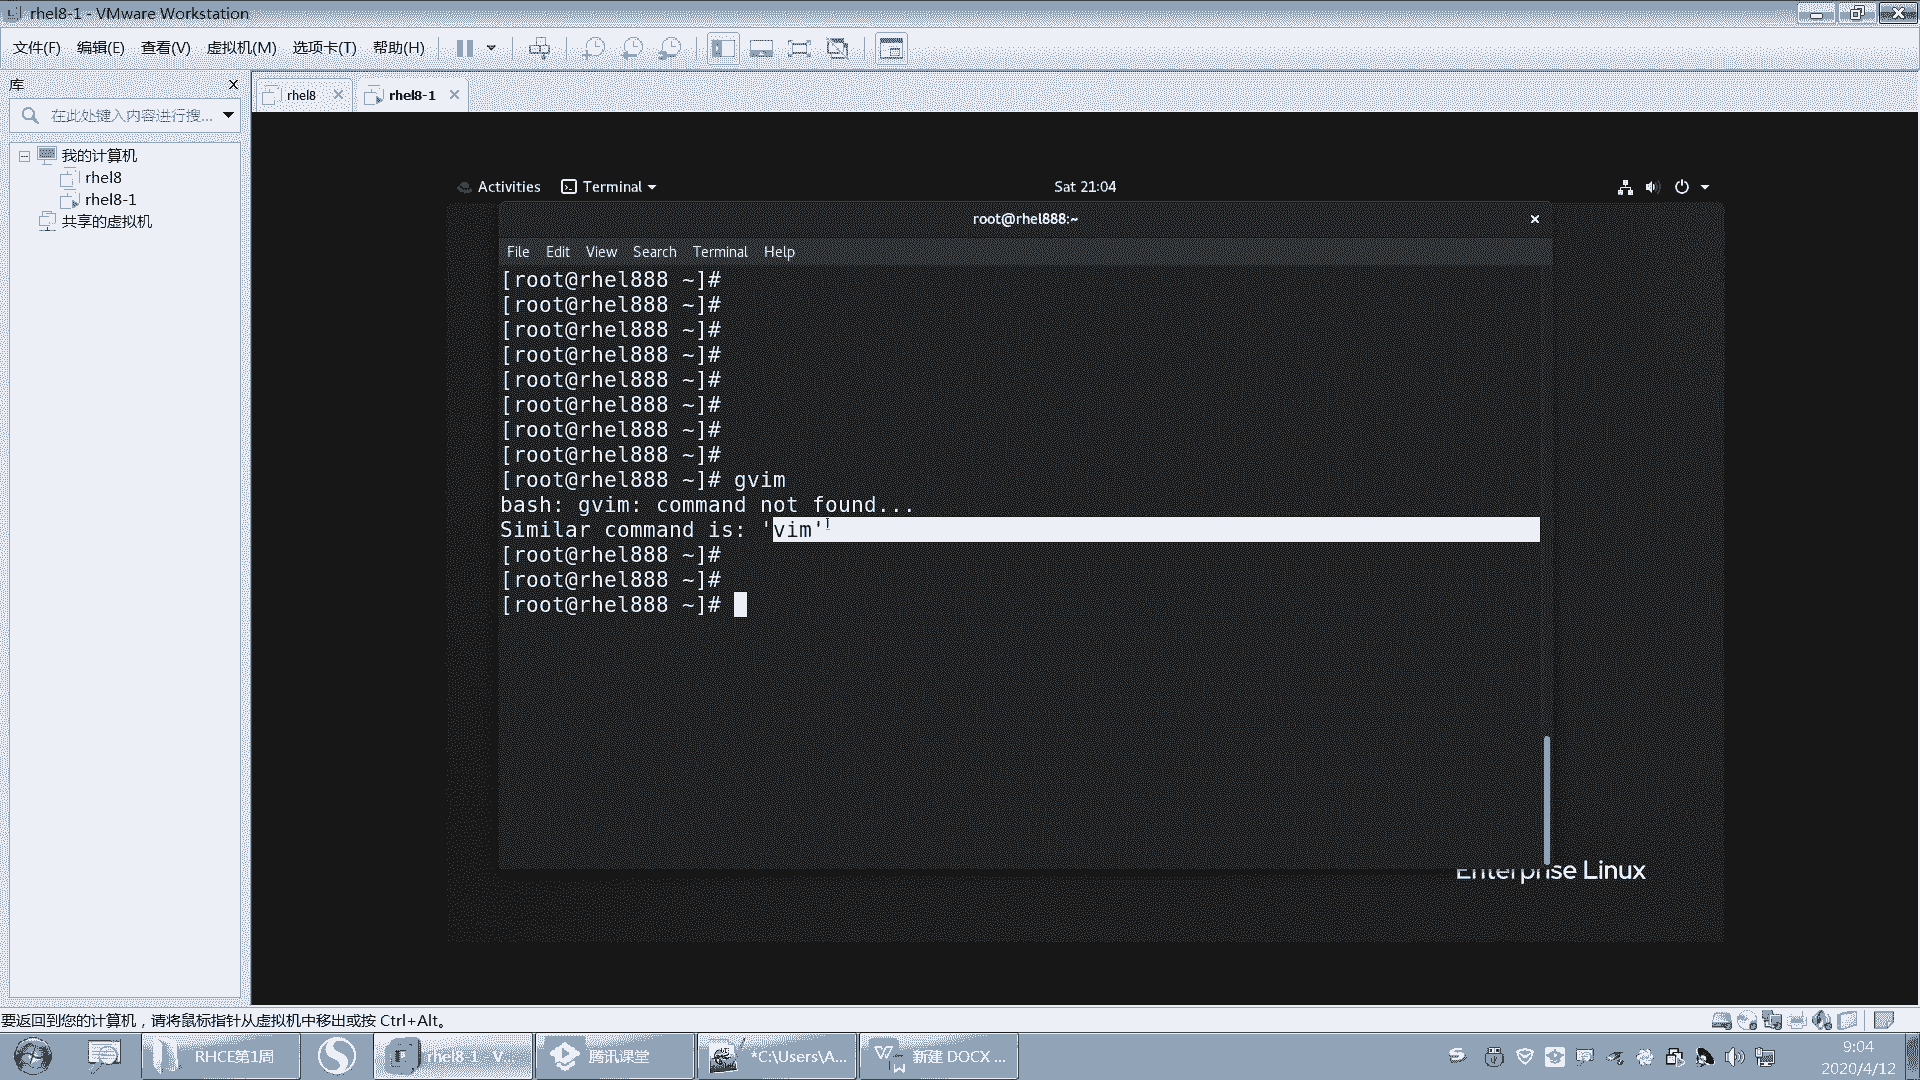 rhel8-1 - VMware Workstation
文件(F) 编辑(E) 查看(V) 虚拟机(M) 选项卡(T) 帮助(H)
库
在此处键入内容进行搜...
我的计算机
rhel8
rhel8-1
共享的虚拟机
rhel8
rhel8-1
Activities Terminal Sat 21:04
root@rhel888:~
File Edit View Search Terminal Help
[root@rhel888 ~]#
[root@rhel888 ~]#
[root@rhel888 ~]#
[root@rhel888 ~]#
[root@rhel888 ~]#
[root@rhel888 ~]#
[root@rhel888 ~]#
[root@rhel888 ~]#
[root@rhel888 ~]# gvim
bash: gvim: command not found...
Similar command is: 'vim'
[root@rhel888 ~]#
[root@rhel888 ~]#
[root@rhel888 ~]#
Enterprise Linux
要返回到您的计算机，请将鼠标指针从虚拟机中移出或按 Ctrl+Alt。
RHCE第1周
rhel8-1 - V...
腾讯课堂
*C:\Users\A...
新建 DOCX ...
9:04
2020/4/12